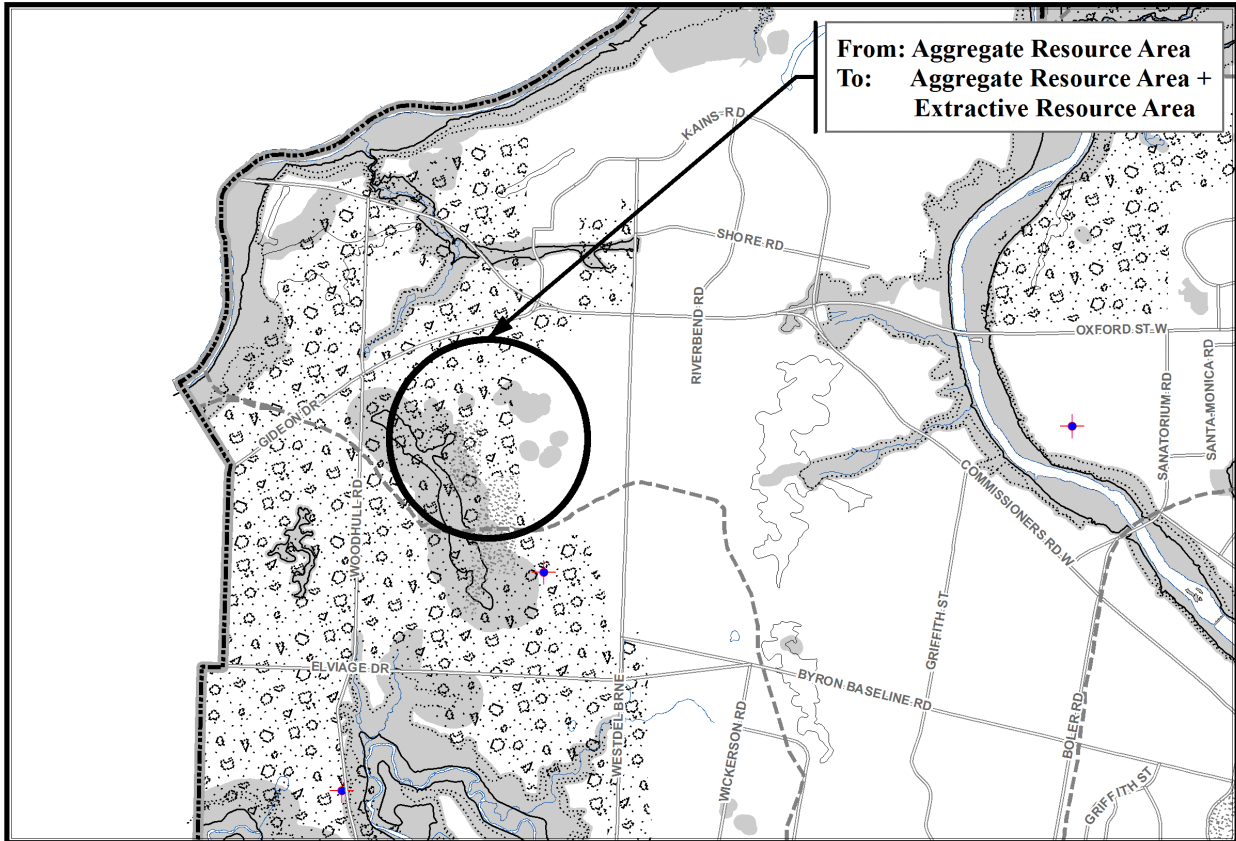 From: Aggregate Resource Area
To: Aggregate Resource Area +
Extractive Resource Area
KAINS RD
SHORE RD
RIVERBEND RD
OXFORD ST W
SANATORIUM RD
SANTA-MONICA RD
GIDEON DR
WOODHULL RD
COMMISSIONERS RD W
GRIFFITH ST
ELVIAGE DR
WESTDEL BRNE
WICKERSON RD
BYRON BASELINE RD
BOLER RD
GRIFFITH ST